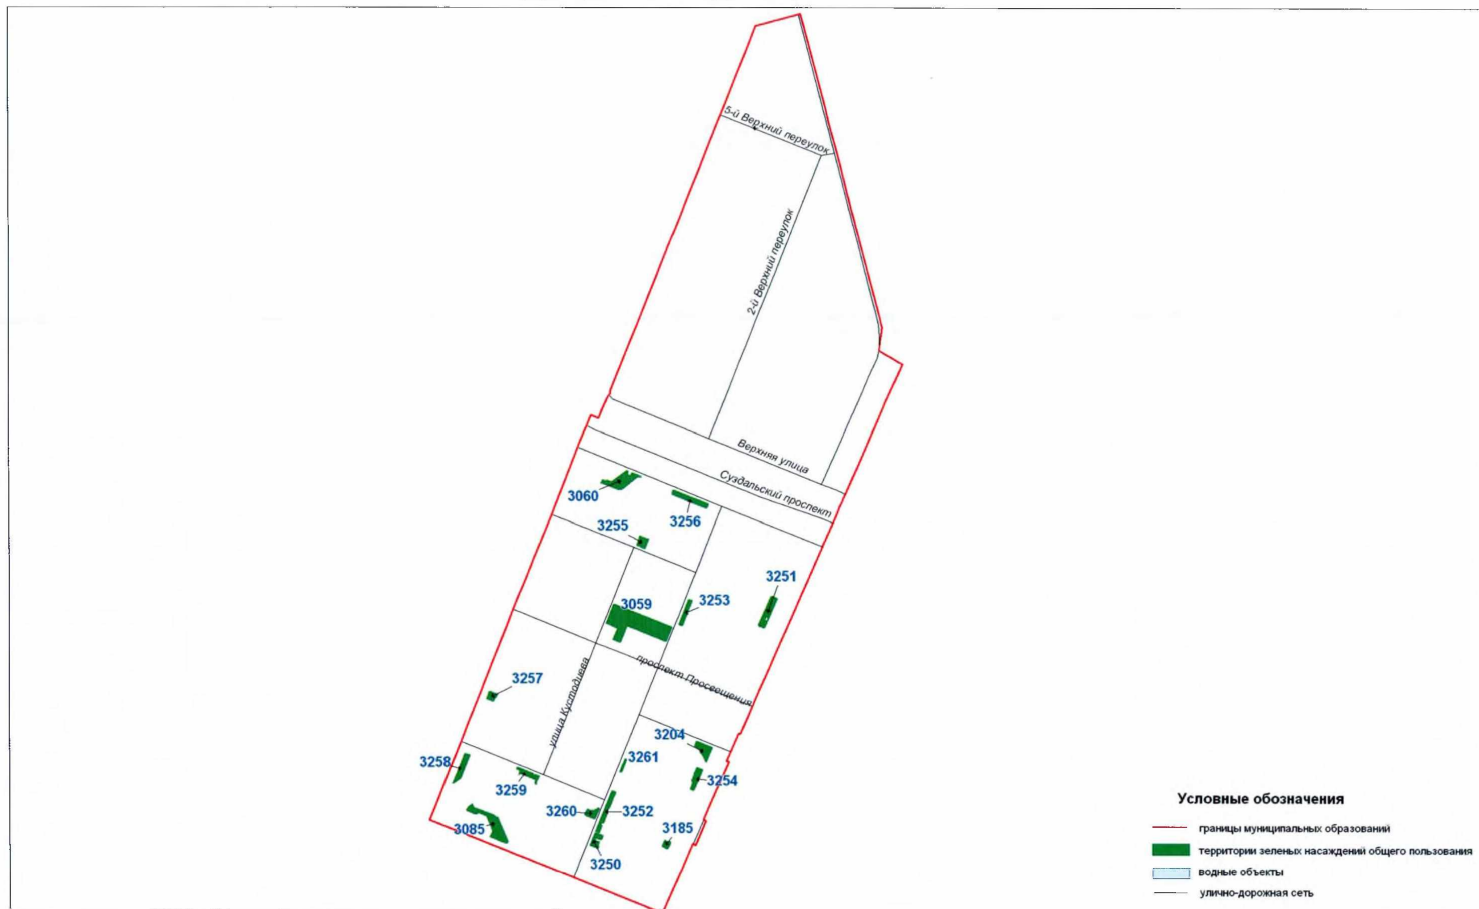 5-й Верхний переулок
2-й Верхний переулок
Верхняя улица
Суздальский проспект
3060
3256
3255
3251
3059
3253
проспект Просвещения
3257
улица Кустодиева
3204
3258
3261
3259
3254
3260
3252
3085
3185
3250
Условные обозначения
границы муниципальных образований
территории зеленых насаждений общего пользования
водные объекты
улично-дорожная сеть